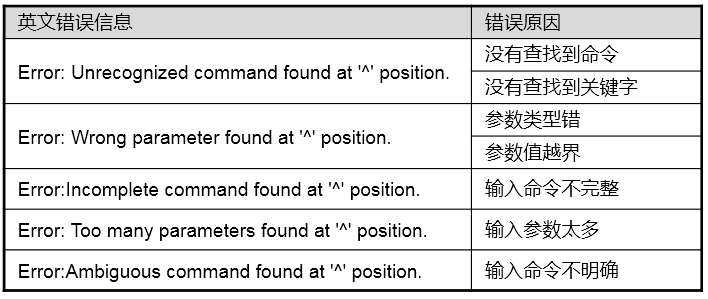 英文错误信息 错误原因
Error: Unrecognized command found at '^' position. 没有查找到命令
没有查找到关键字
Error: Wrong parameter found at '^' position. 参数类型错
参数值越界
Error:Incomplete command found at '^' position. 输入命令不完整
Error: Too many parameters found at '^' position. 输入参数太多
Error:Ambiguous command found at '^' position. 输入命令不明确